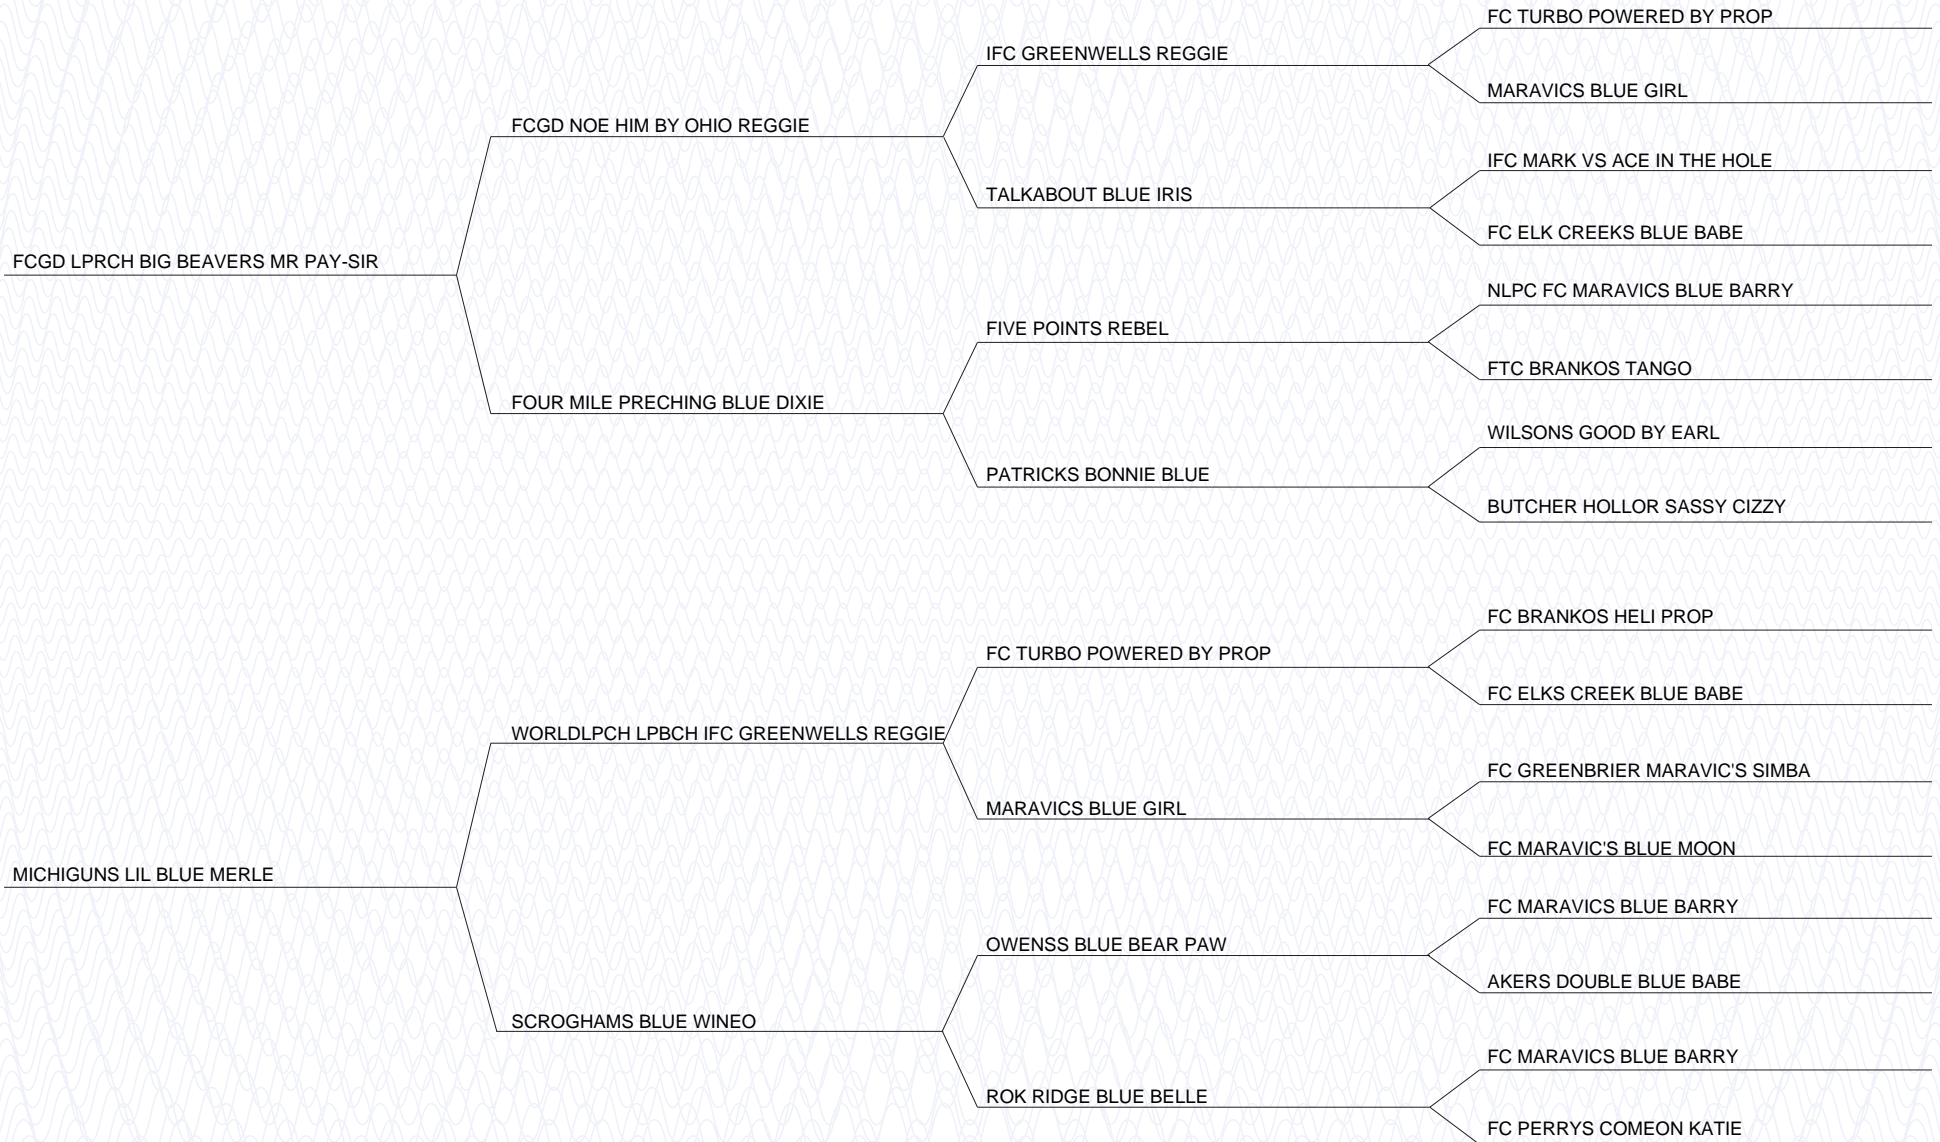 FC TURBO POWERED BY PROP
IFC GREENWELLS REGGIE
MARAVICS BLUE GIRL
FCGD NOE HIM BY OHIO REGGIE
IFC MARK VS ACE IN THE HOLE
TALKABOUT BLUE IRIS
FC ELK CREEKS BLUE BABE
FCGD LPRCH BIG BEAVERS MR PAY-SIR
NLPC FC MARAVICS BLUE BARRY
FIVE POINTS REBEL
FTC BRANKOS TANGO
FOUR MILE PRECHING BLUE DIXIE
WILSONS GOOD BY EARL
PATRICKS BONNIE BLUE
BUTCHER HOLLOR SASSY CIZZY
FC BRANKOS HELI PROP
FC TURBO POWERED BY PROP
FC ELKS CREEK BLUE BABE
WORLDLPCH LPBCH IFC GREENWELLS REGGIE
FC GREENBRIER MARAVIC'S SIMBA
MARAVICS BLUE GIRL
FC MARAVIC'S BLUE MOON
MICHIGUNS LIL BLUE MERLE
FC MARAVICS BLUE BARRY
OWENSS BLUE BEAR PAW
AKERS DOUBLE BLUE BABE
SCROGHAMS BLUE WINEO
FC MARAVICS BLUE BARRY
ROK RIDGE BLUE BELLE
FC PERRYS COMEON KATIE